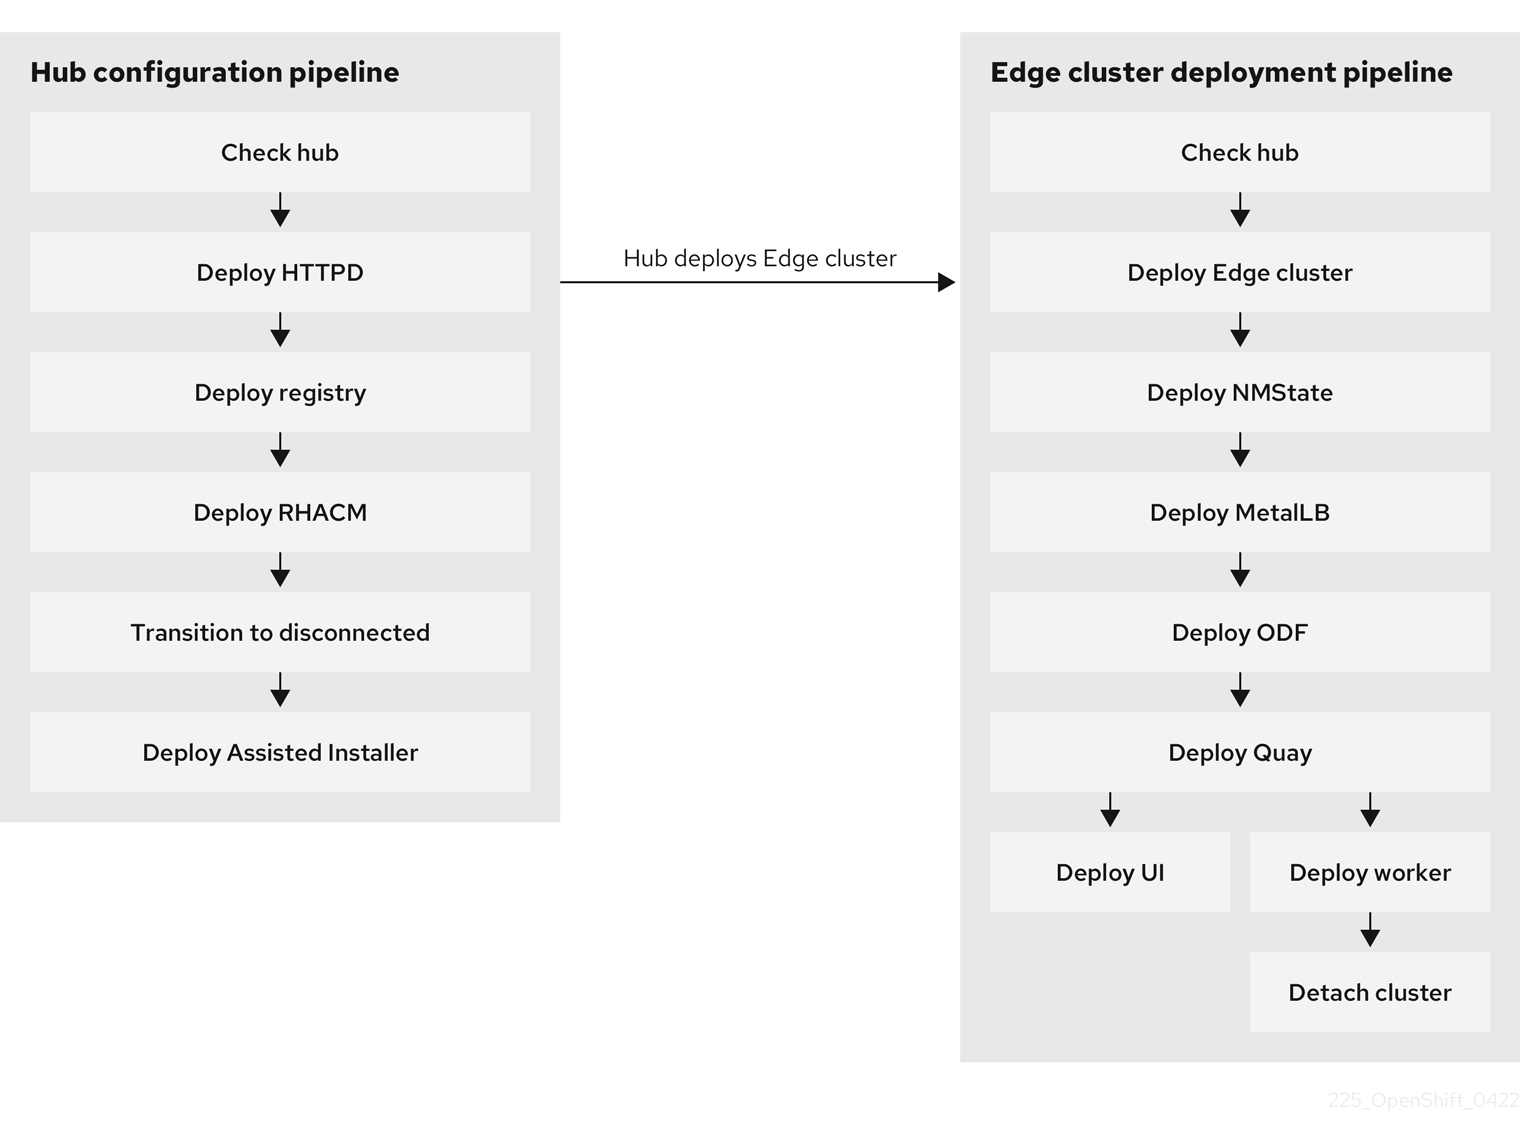 Hub configuration pipeline
Check hub
Deploy HTTPD
Deploy registry
Deploy RHACM
Transition to disconnected
Deploy Assisted Installer
Hub deploys Edge cluster
Edge cluster deployment pipeline
Check hub
Deploy Edge cluster
Deploy NMState
Deploy MetalLB
Deploy ODF
Deploy Quay
Deploy UI
Deploy worker
Detach cluster
225_OpenShift_0422